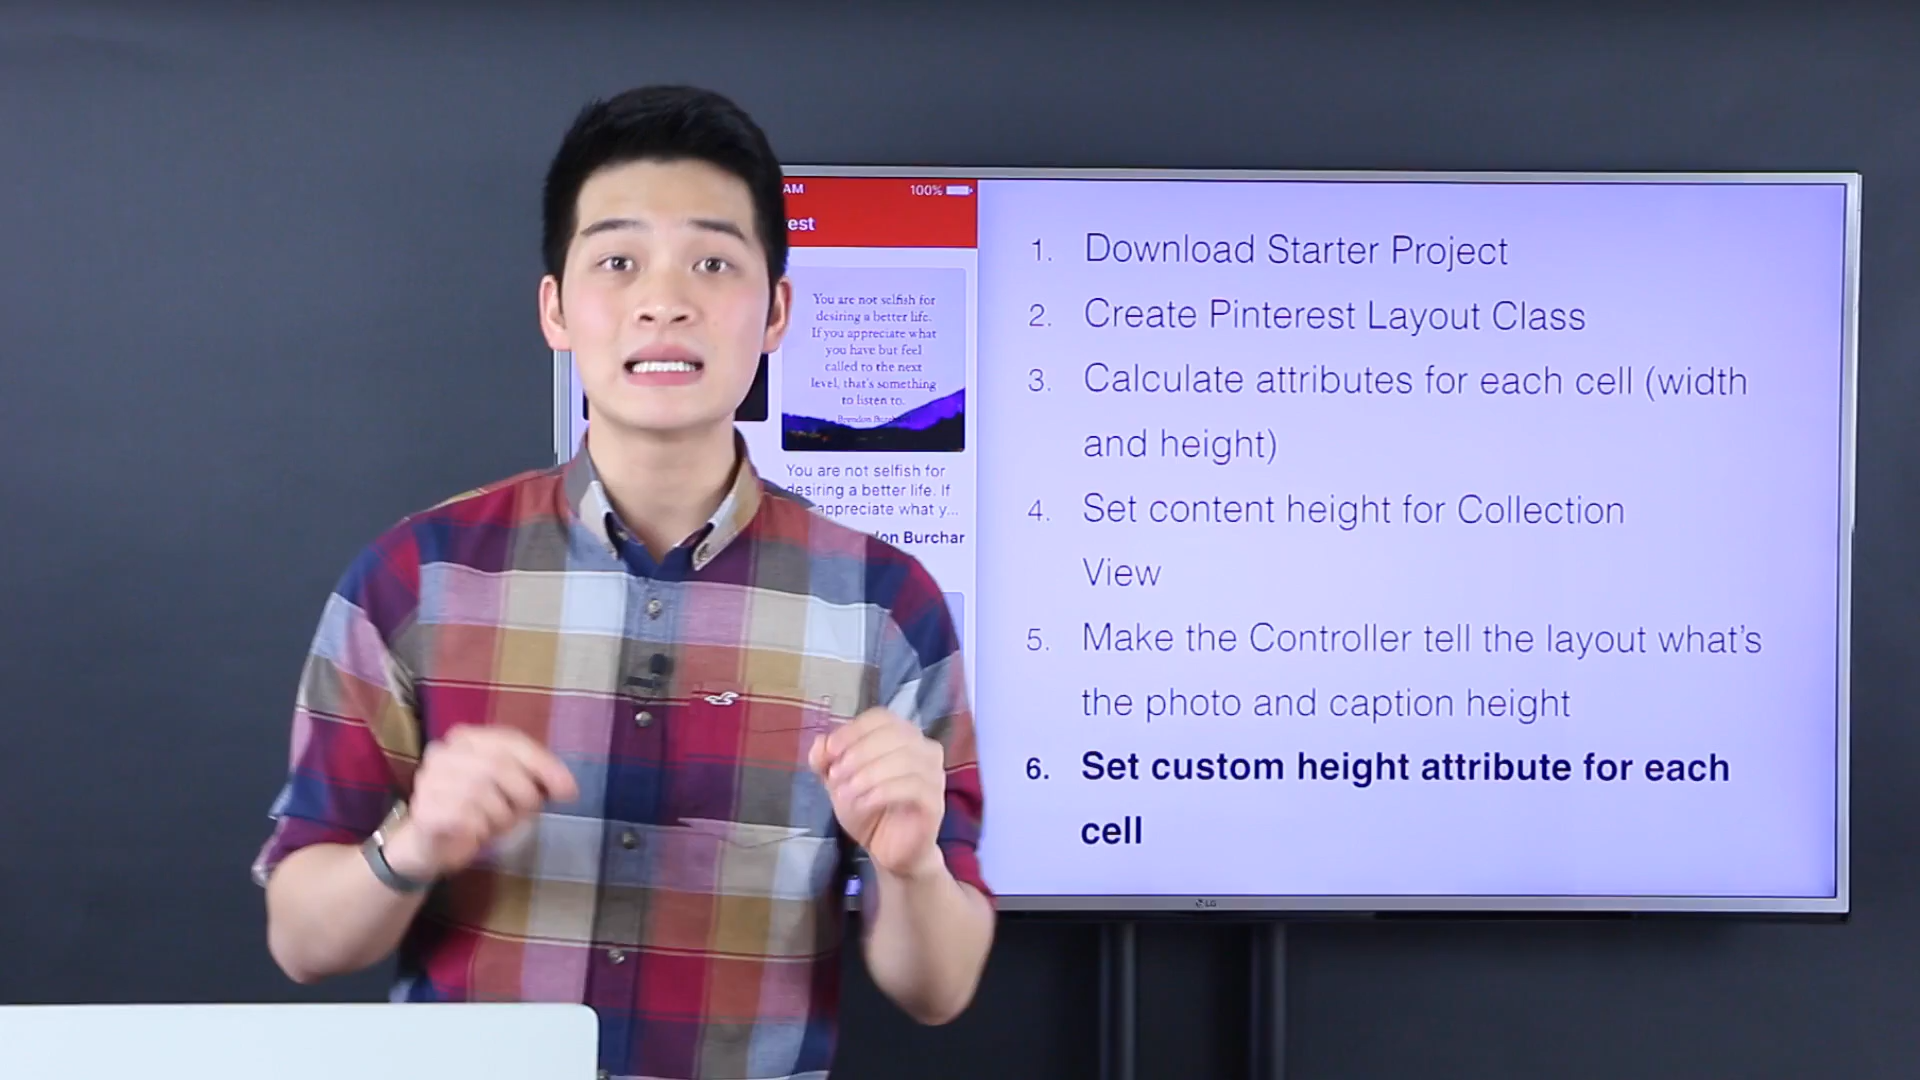 AM
100%
est
You are not selfish for
desiring a better life.
If you appreciate what
you have but feel
called to the next
level, that's something
to listen to.
You are not selfish for
desiring a better life. If
appreciate what y...
on Burchar
1. Download Starter Project
2. Create Pinterest Layout Class
3. Calculate attributes for each cell (width
and height)
4. Set content height for Collection
View
5. Make the Controller tell the layout what's
the photo and caption height
6. Set custom height attribute for each
cell
LG